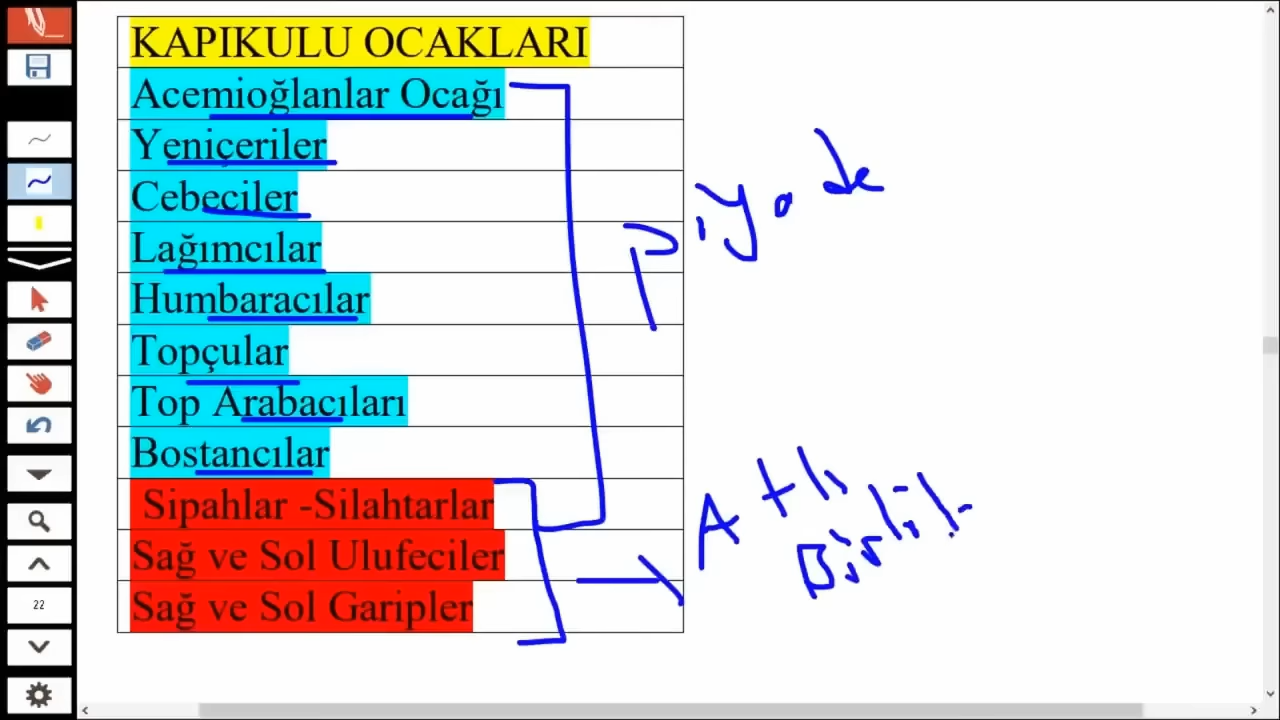 KAPIKULU OCAKLARI
Acemioğlanlar Ocağı
Yeniçeriler
Cebeciler
Lağımcılar
Humbaracılar
Topçular
Top Arabacıları
Bostancılar
Sipahlar -Silahtarlar
Sağ ve Sol Ulufeciler
Sağ ve Sol Garipler
piyade
Atlı
Birlik
22